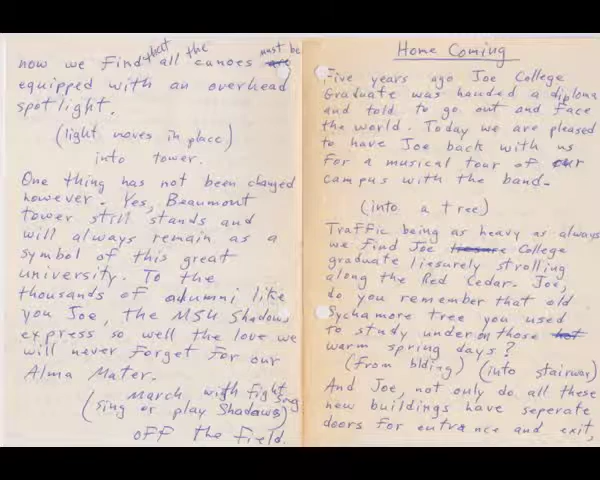 now we find that all the canoes must be
equipped with an overhead
spotlight.
(light moves in place)
into tower.
One thing has not been changed
however. Yes, Beaumont
tower still stands and
will always remain as a
symbol of this great
university. To the
thousands of adumni like
you Joe, the MSU Shadows
express so well the love we
will never forget for our
Alma Mater.
March with Fight Song
(sing or play Shadows)
off the field.
Home Coming
Five years ago Joe College
Graduate was handed a diploma
and told to go out and face
the world. Today we are pleased
to have Joe back with us
for a musical tour of our
campus with the band.
(into a tree)
Traffic being as heavy as always
we find Joe College
graduate liesurely strolling
along the Red Cedar. Joe,
do you remember that old
Sychamore tree you used
to study under on those hot
warm spring days?
(from blding) (into stairway)
And Joe, not only do all these
new buildings have seperate
doors for entrance and exit,